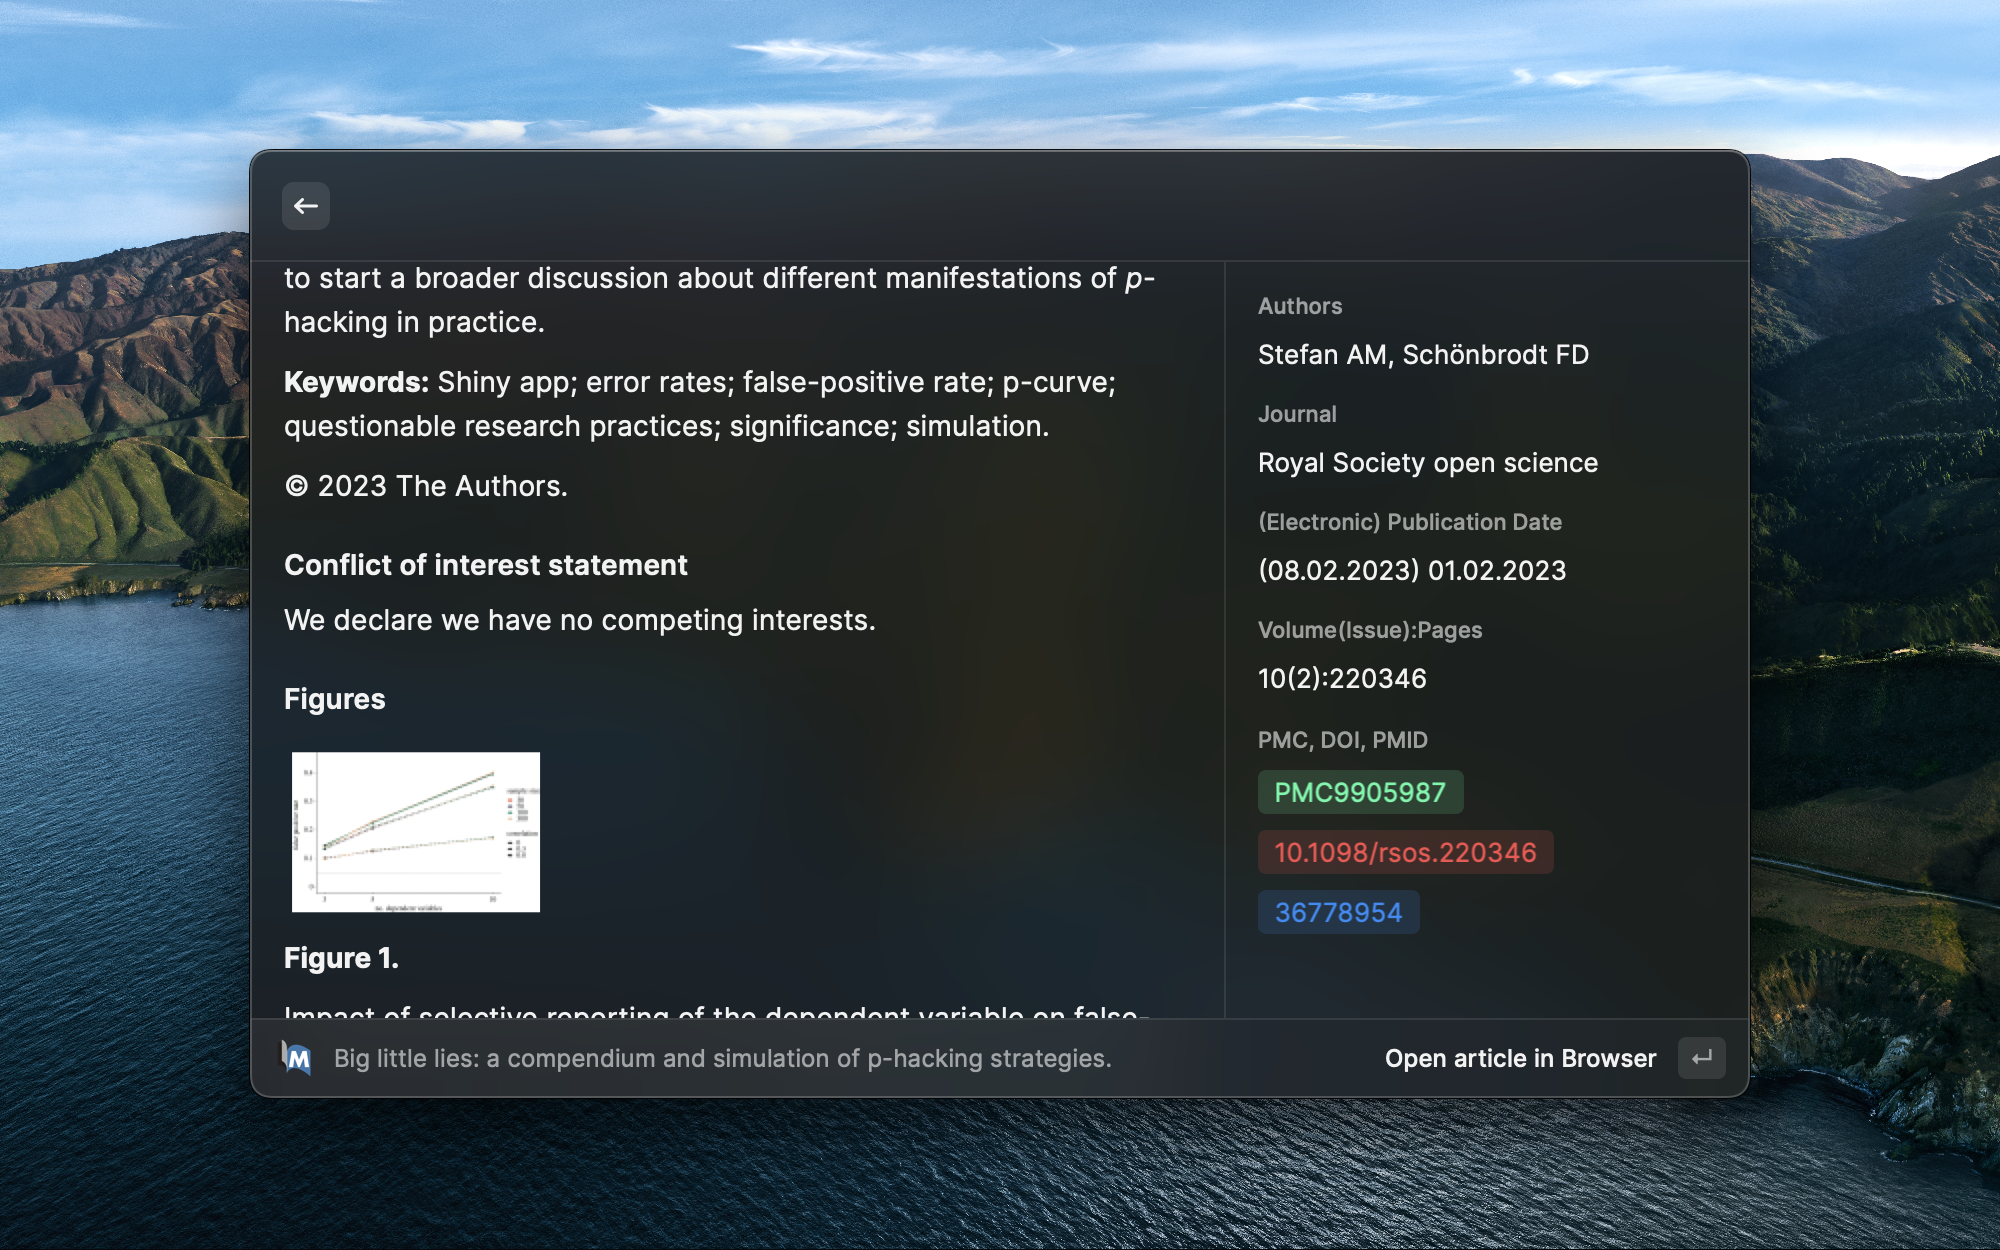 to start a broader discussion about different manifestations of p-
hacking in practice.
Keywords: Shiny app; error rates; false-positive rate; p-curve;
questionable research practices; significance; simulation.
© 2023 The Authors.
Conflict of interest statement
We declare we have no competing interests.
Figures
no. dependent variables
Figure 1.
Impact of selective reporting of the dependent variable on false-
Authors
Stefan AM, Schönbrodt FD
Journal
Royal Society open science
(Electronic) Publication Date
(08.02.2023) 01.02.2023
Volume(Issue):Pages
10(2):220346
PMC, DOI, PMID
PMC9905987
10.1098/rsos.220346
36778954
M
Big little lies: a compendium and simulation of p-hacking strategies.
Open article in Browser